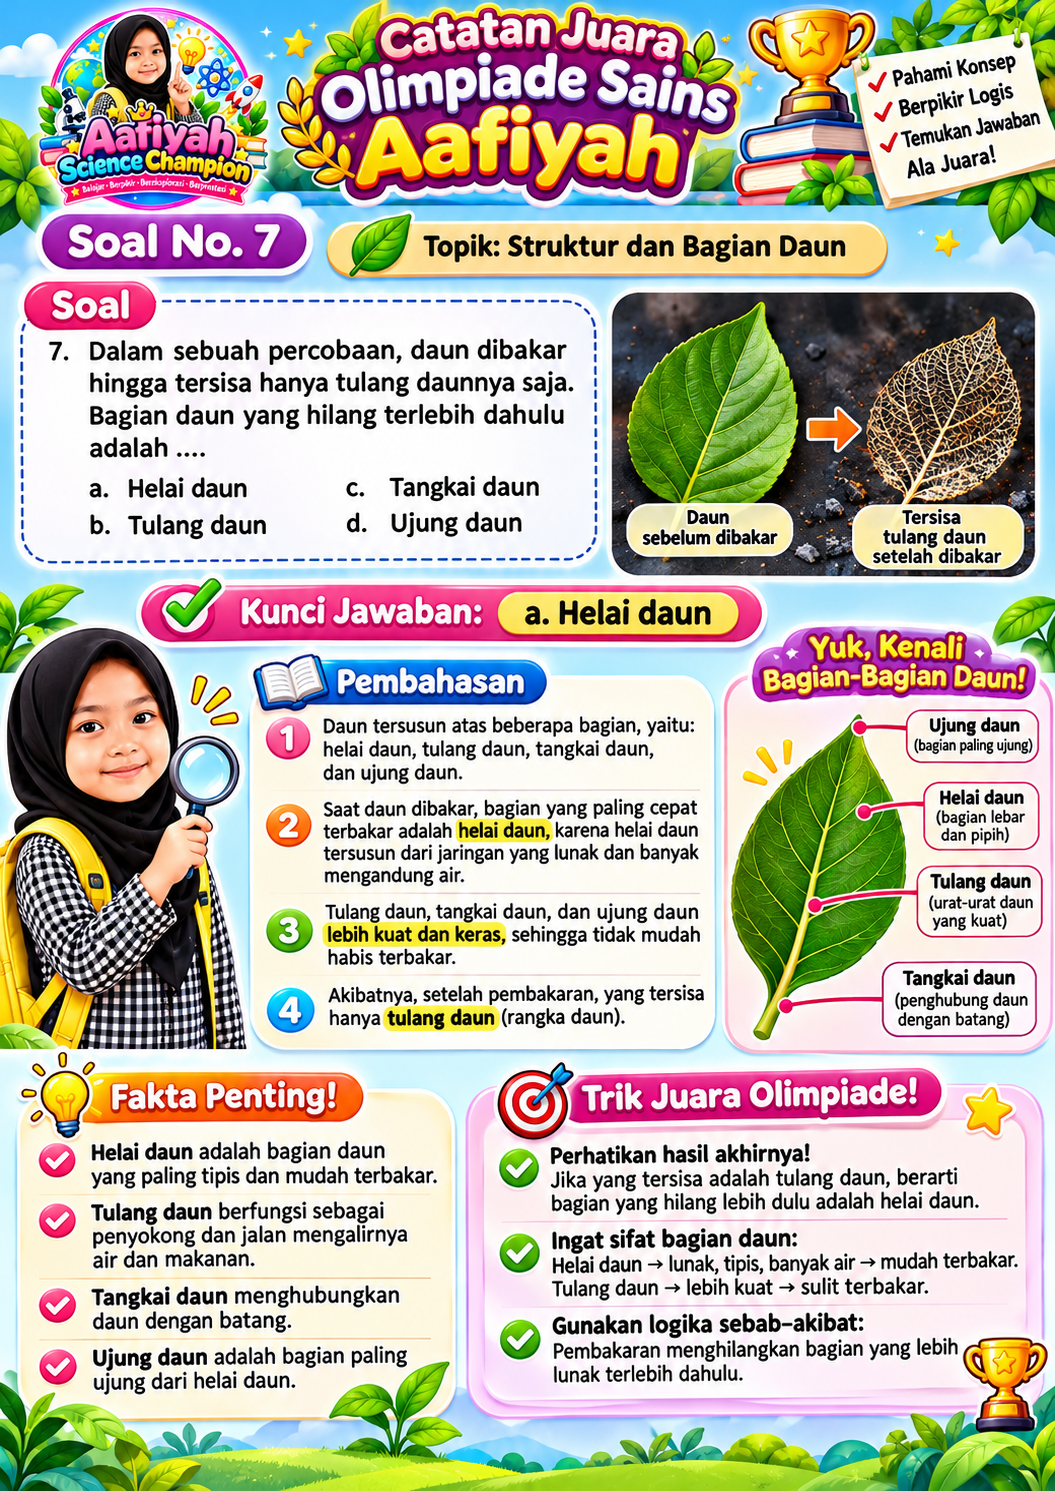 Catatan Juara
Olimpiade Sains
Aafiyah
Aafiyah
Science Champion
Belajar • Berpikir • Bereksplorasi • Berprestasi
Pahami Konsep
Berpikir Logis
Temukan Jawaban
Ala Juara!
Soal No. 7
Topik: Struktur dan Bagian Daun
Soal
7. Dalam sebuah percobaan, daun dibakar
hingga tersisa hanya tulang daunnya saja.
Bagian daun yang hilang terlebih dahulu
adalah ....
a. Helai daun
c. Tangkai daun
b. Tulang daun
d. Ujung daun
Daun
sebelum dibakar
Tersisa
tulang daun
setelah dibakar
Kunci Jawaban: a. Helai daun
Pembahasan
1 Daun tersusun atas beberapa bagian, yaitu:
helai daun, tulang daun, tangkai daun,
dan ujung daun.
2 Saat daun dibakar, bagian yang paling cepat
terbakar adalah helai daun, karena helai daun
tersusun dari jaringan yang lunak dan banyak
mengandung air.
3 Tulang daun, tangkai daun, dan ujung daun
lebih kuat dan keras, sehingga tidak mudah
habis terbakar.
4 Akibatnya, setelah pembakaran, yang tersisa
hanya tulang daun (rangka daun).
Yuk, Kenali
Bagian-Bagian Daun!
Ujung daun
(bagian paling ujung)
Helai daun
(bagian lebar
dan pipih)
Tulang daun
(urat-urat daun
yang kuat)
Tangkai daun
(penghubung daun
dengan batang)
Fakta Penting!
Helai daun adalah bagian daun
yang paling tipis dan mudah terbakar.
Tulang daun berfungsi sebagai
penyokong dan jalan mengalirnya
air dan makanan.
Tangkai daun menghubungkan
daun dengan batang.
Ujung daun adalah bagian paling
ujung dari helai daun.
Trik Juara Olimpiade!
Perhatikan hasil akhirnya!
Jika yang tersisa adalah tulang daun, berarti
bagian yang hilang lebih dulu adalah helai daun.
Ingat sifat bagian daun:
Helai daun → lunak, tipis, banyak air → mudah terbakar.
Tulang daun → lebih kuat → sulit terbakar.
Gunakan logika sebab-akibat:
Pembakaran menghilangkan bagian yang lebih
lunak terlebih dahulu.